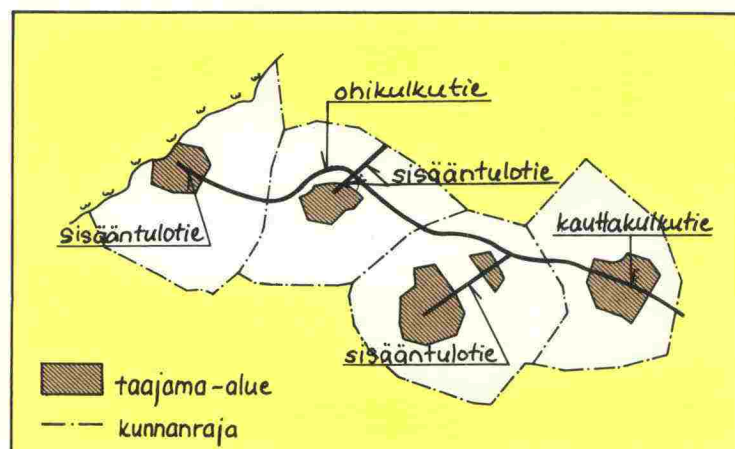 ohikulkutie
sisääntulotie
kauttakulkutie
sisääntulotie
sisääntulotie
taajama-alue
kunnanraja